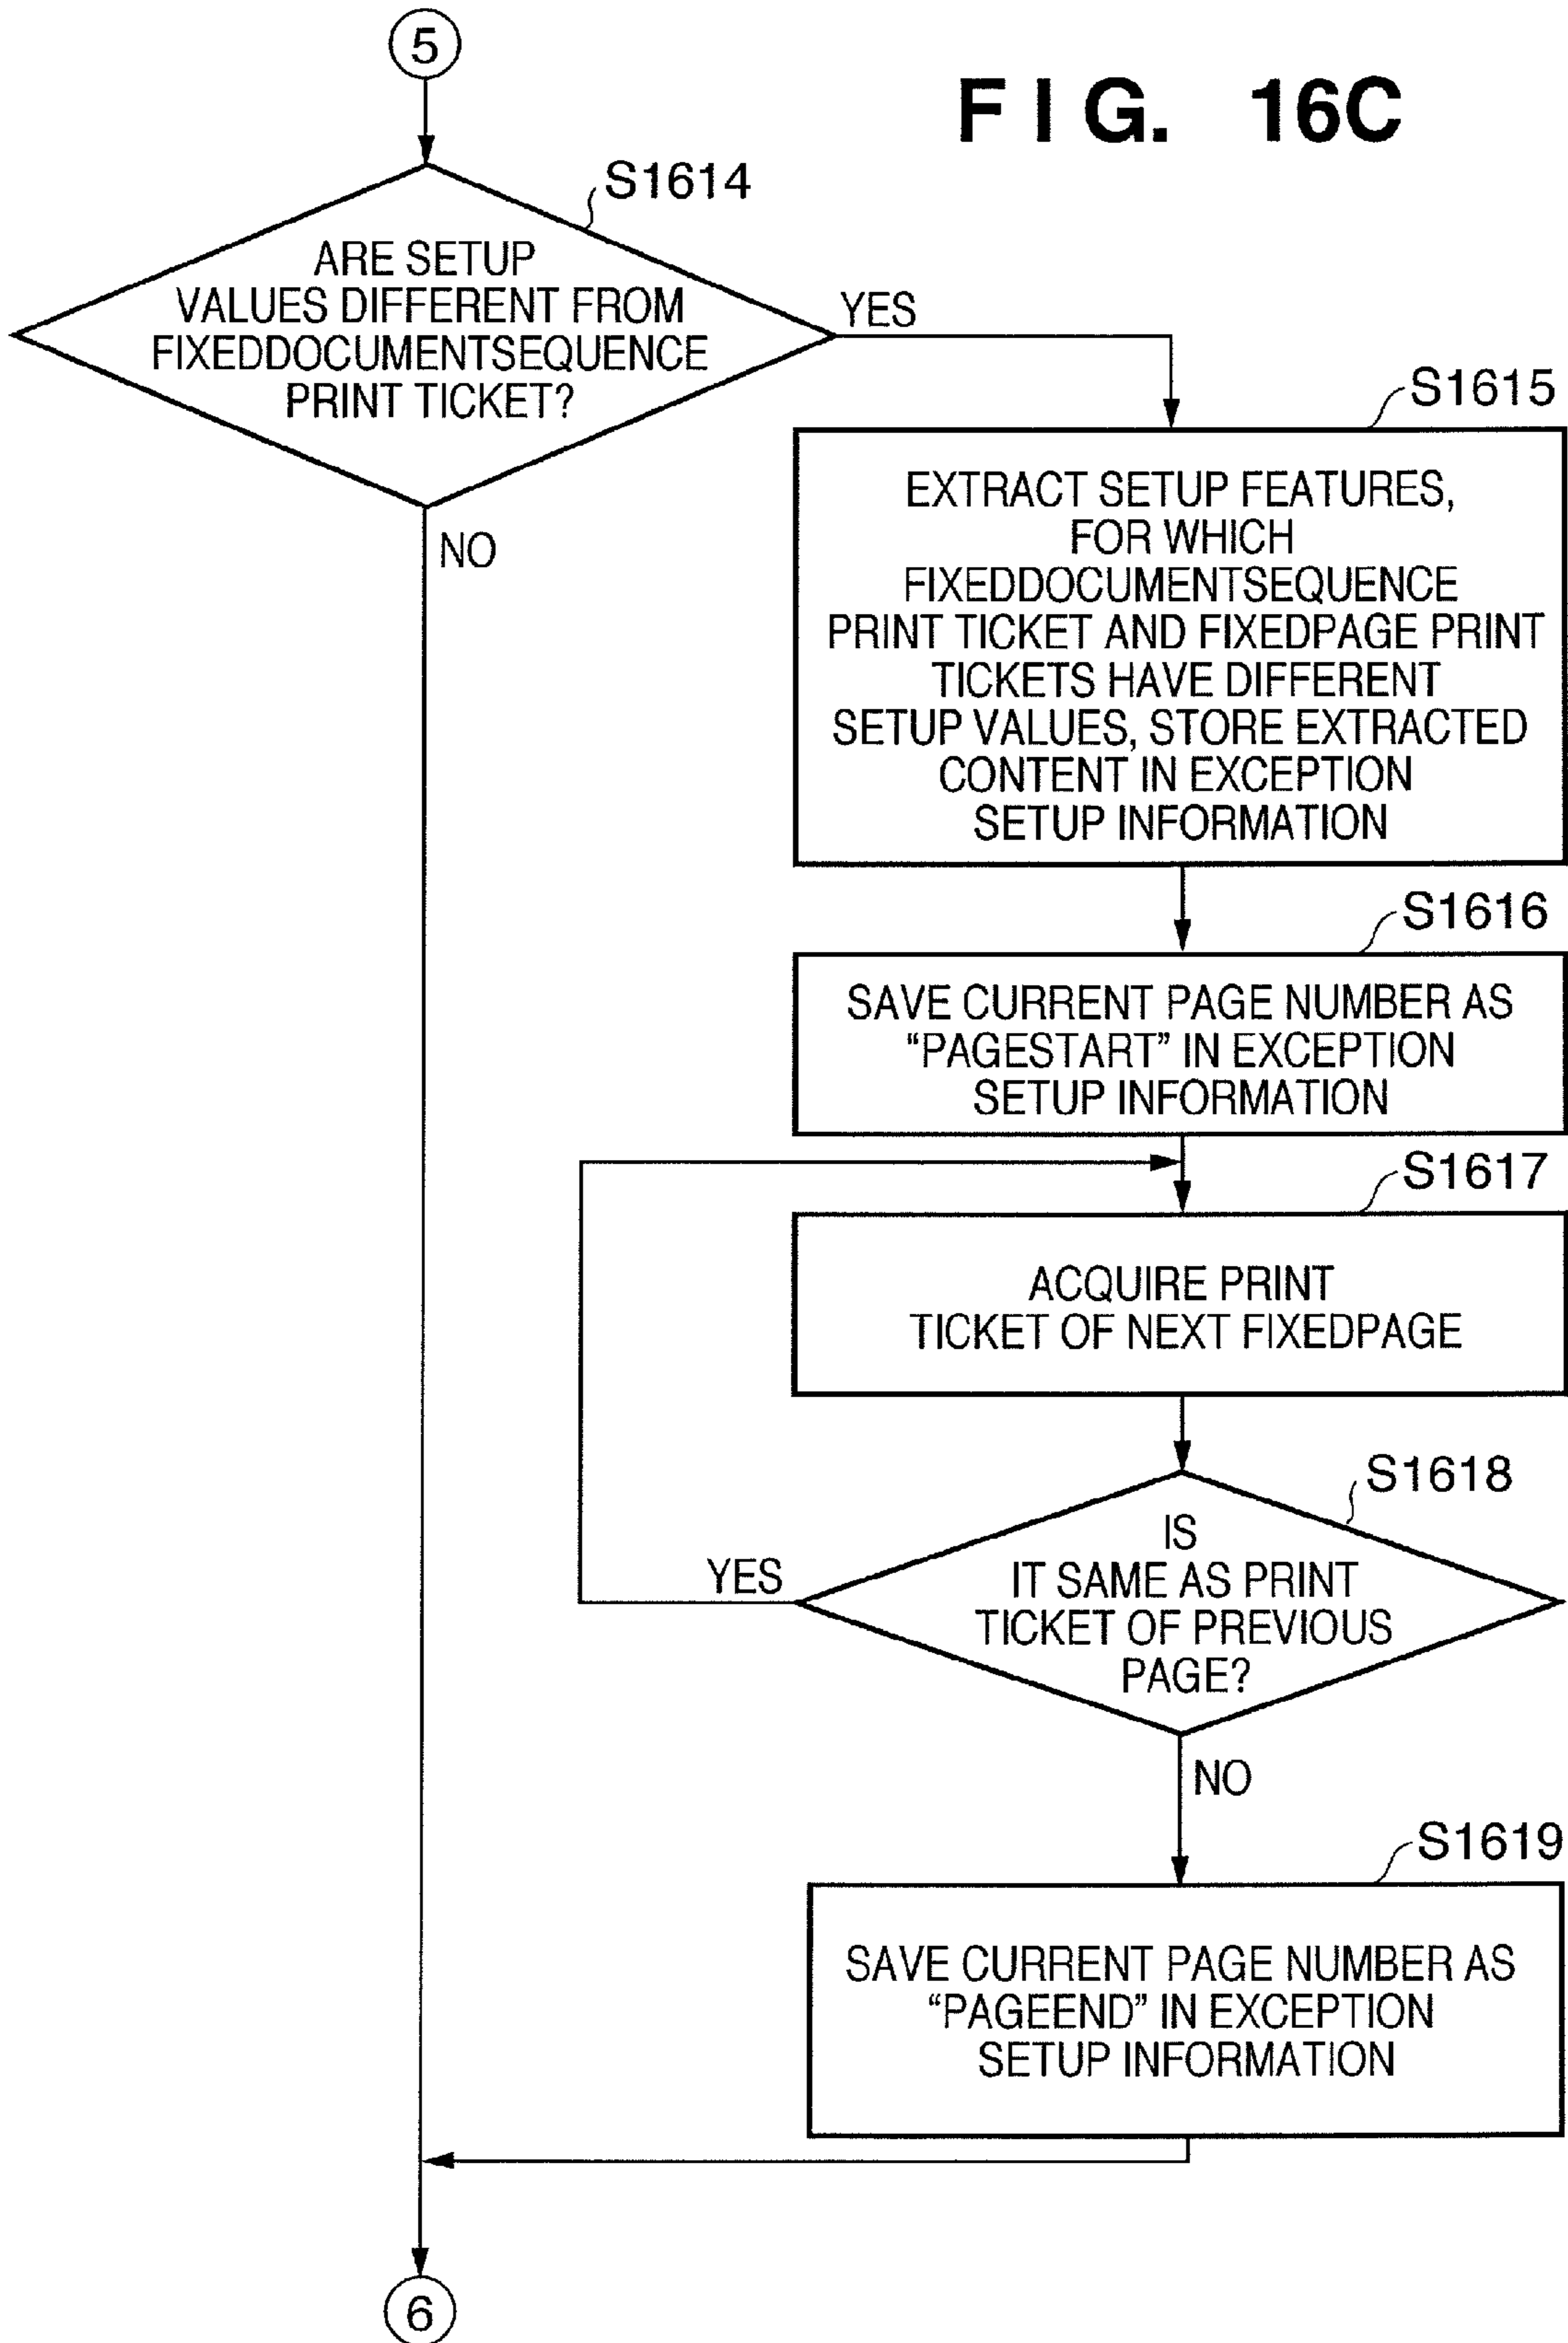 5
FIG. 16C
S1614
ARE SETUP
VALUES DIFFERENT FROM
FIXEDDOCUMENTSEQUENCE
PRINT TICKET?
YES
NO
S1615
EXTRACT SETUP FEATURES,
FOR WHICH
FIXEDDOCUMENTSEQUENCE
PRINT TICKET AND FIXEDPAGE PRINT
TICKETS HAVE DIFFERENT
SETUP VALUES, STORE EXTRACTED
CONTENT IN EXCEPTION
SETUP INFORMATION
S1616
SAVE CURRENT PAGE NUMBER AS
“PAGESTART” IN EXCEPTION
SETUP INFORMATION
S1617
ACQUIRE PRINT
TICKET OF NEXT FIXEDPAGE
S1618
IS
IT SAME AS PRINT
TICKET OF PREVIOUS
PAGE?
YES
NO
S1619
SAVE CURRENT PAGE NUMBER AS
“PAGEEND” IN EXCEPTION
SETUP INFORMATION
6